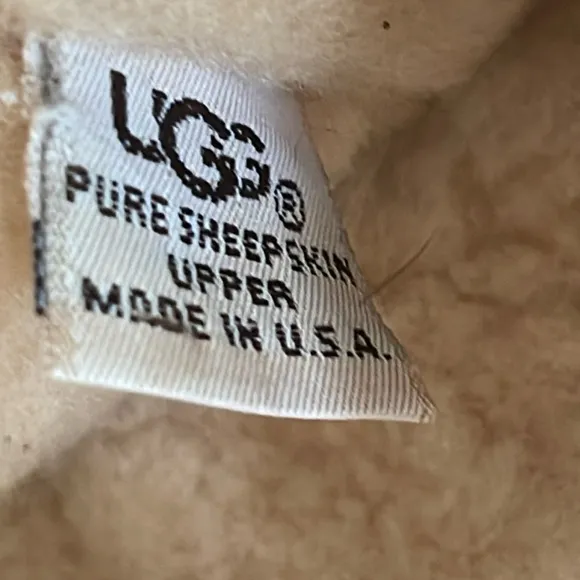 UGG®
PURE SHEEPSKIN
UPPER
MADE IN U.S.A.